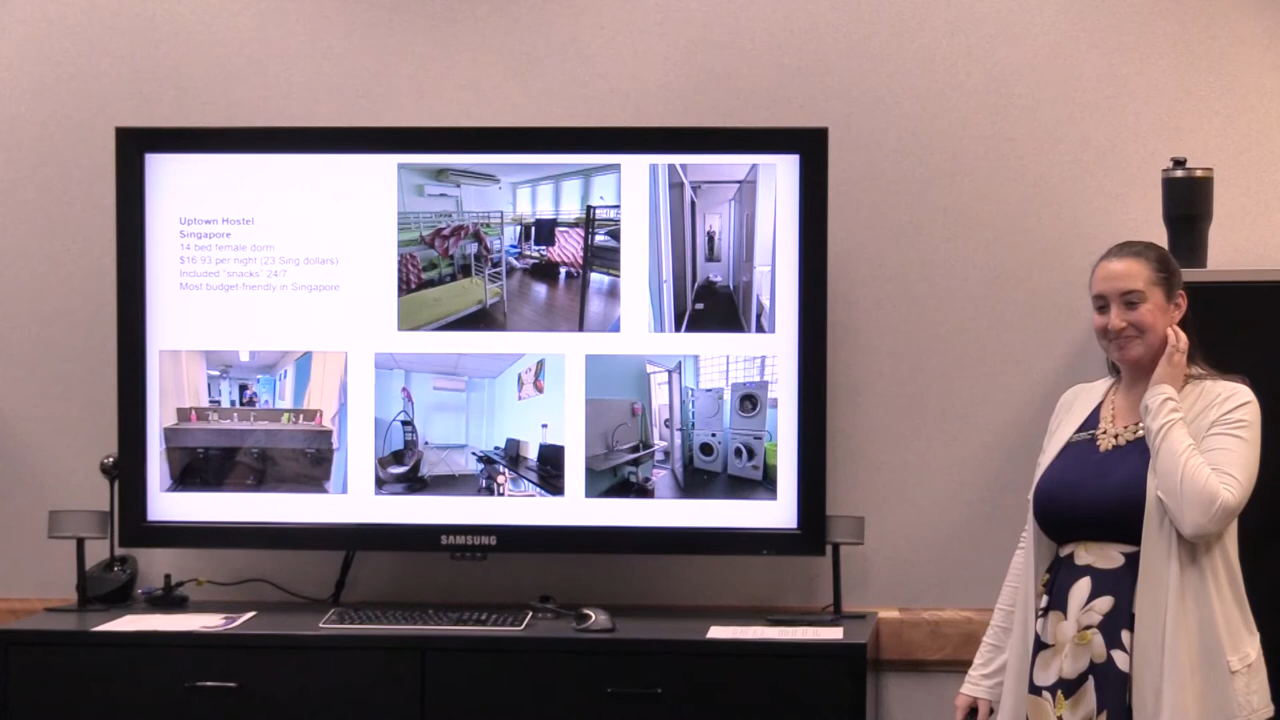 Uptown Hostel
Singapore
14 bed female dorm
$16.93 per night (23 Sing dollars)
Included "snacks" 24/7
Most budget-friendly in Singapore
SAMSUNG